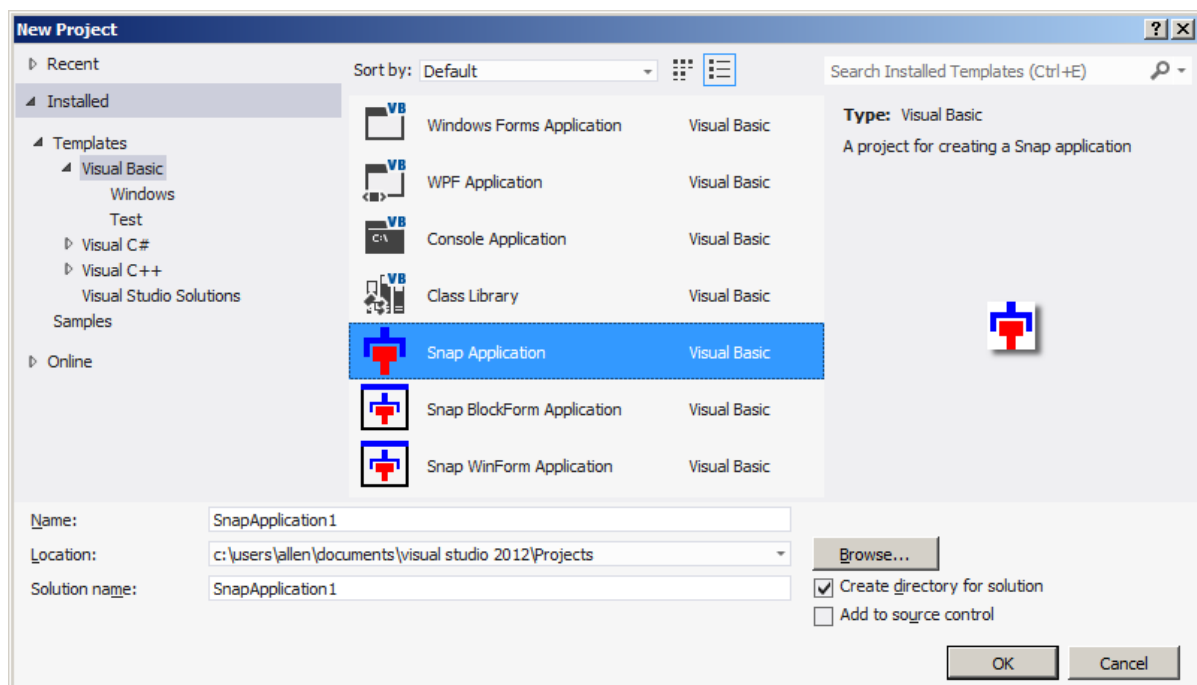 New Project
Recent
Sort by: Default
Search Installed Templates (Ctrl+E)
Installed
Templates
Visual Basic
Windows
Test
Visual C#
Visual C++
Visual Studio Solutions
Samples
Online
VB Windows Forms Application Visual Basic
VB WPF Application Visual Basic
VB C:\ Console Application Visual Basic
VB Class Library Visual Basic
Snap Application Visual Basic
Snap BlockForm Application Visual Basic
Snap WinForm Application Visual Basic
Type: Visual Basic
A project for creating a Snap application
Name: SnapApplication1
Location: c:\users\allen\documents\visual studio 2012\Projects
Browse...
Solution name: SnapApplication1
Create directory for solution
Add to source control
OK Cancel